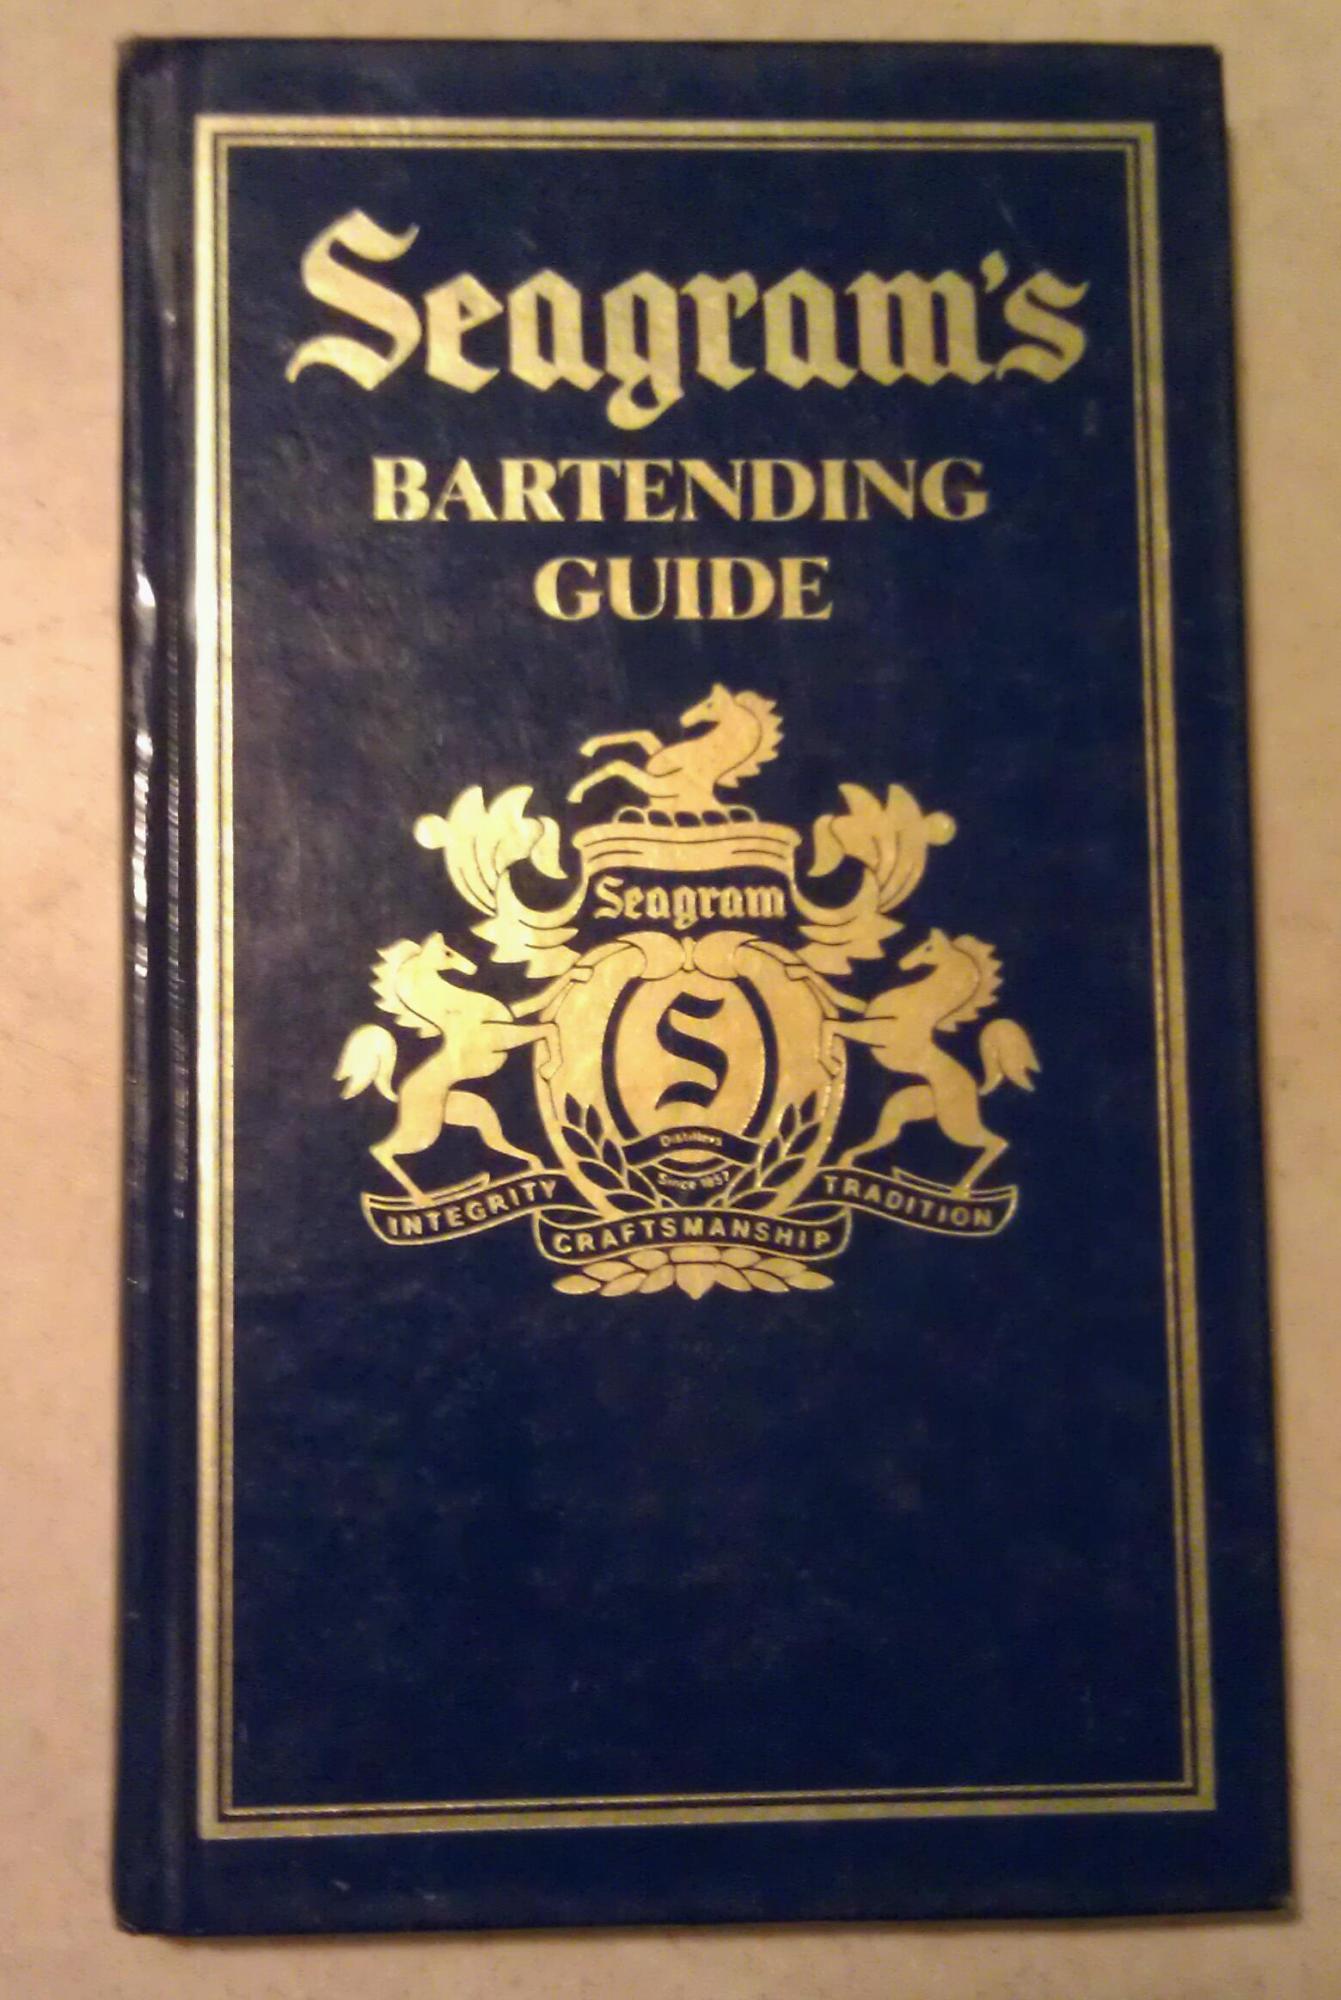 Seagram's
BARTENDING
GUIDE
Seagram
S
Distillers
Since 1857
INTEGRITY
CRAFTSMANSHIP
TRADITION